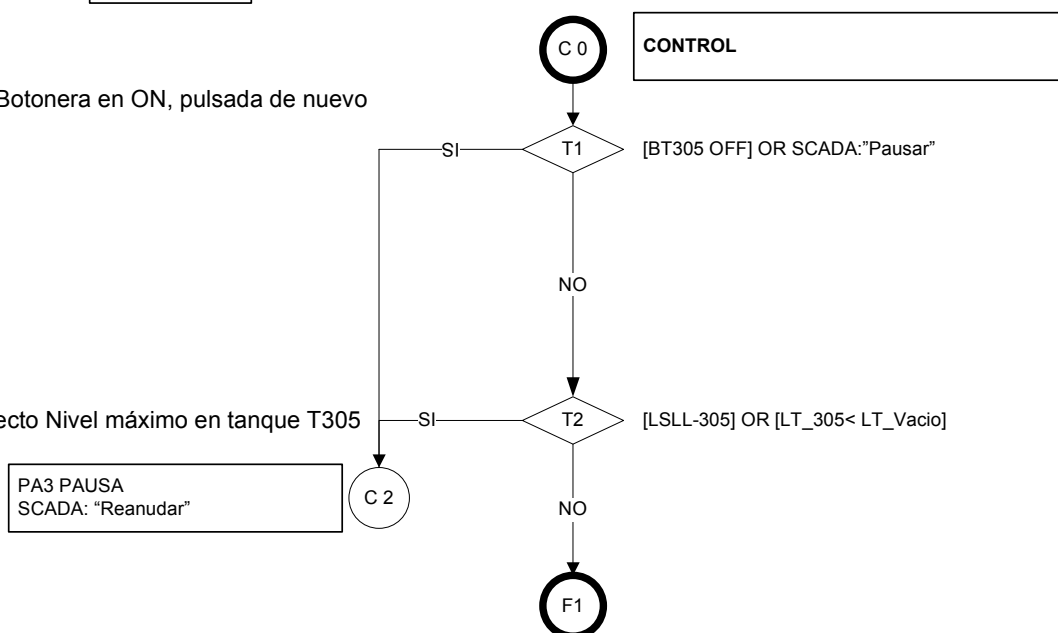 C 0
CONTROL
Botonera en ON, pulsada de nuevo
SI
T1
[BT305 OFF] OR SCADA:”Pausar”
NO
Nivel máximo en tanque T305
SI
T2
[LSLL-305] OR [LT_305< LT_Vacio]
PA3 PAUSA
SCADA: “Reanudar”
C 2
NO
F1